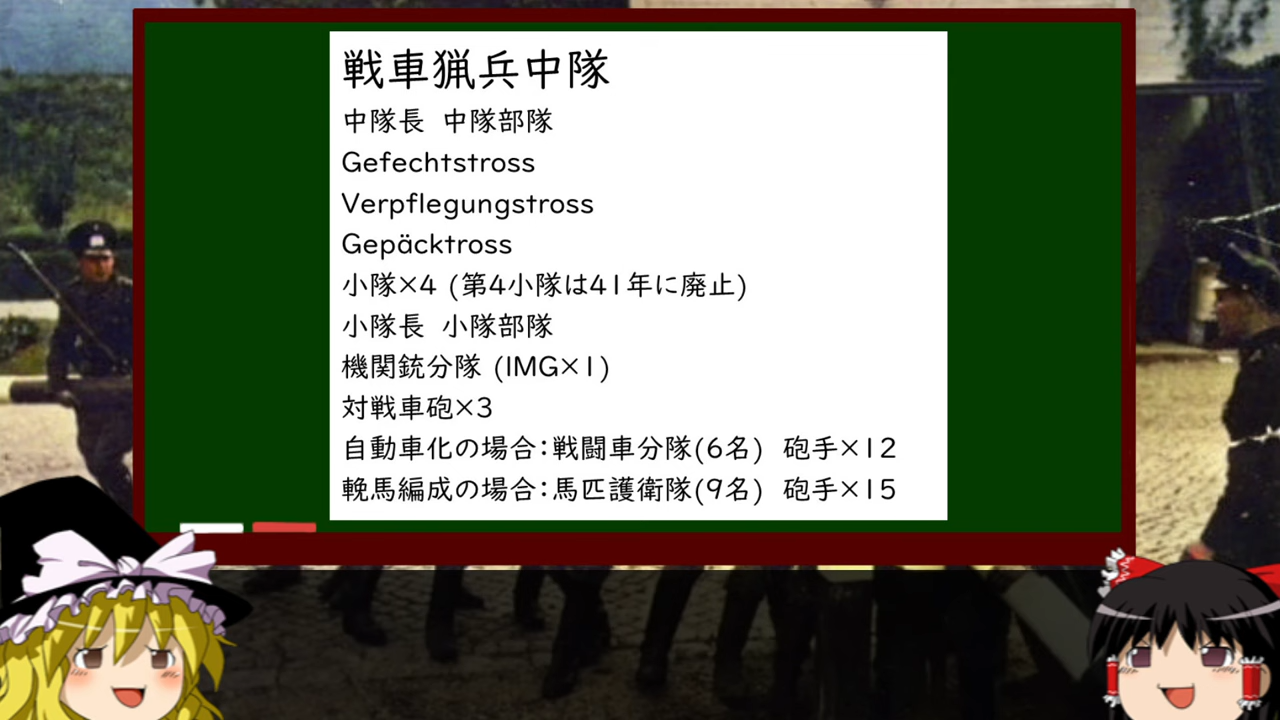 戦車猟兵中隊
中隊長 中隊部隊
Gefechtstross
Verpflegungstross
Gepäcktross
小隊×4 (第4小隊は41年に廃止)
小隊長 小隊部隊
機関銃分隊 (lMG×1)
対戦車砲×3
自動車化の場合:戦闘車分隊(6名) 砲手×12
輓馬編成の場合:馬匹護衛隊(9名) 砲手×15